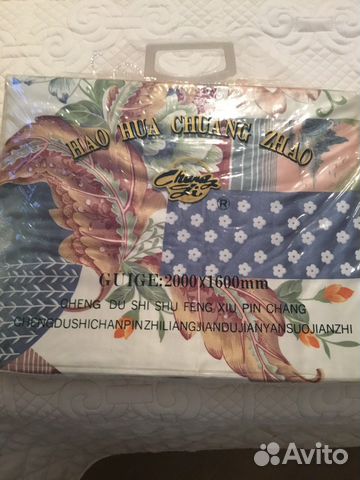 HAO HUA CHUANG ZHAO
®
GUIGE:2000X1600mm
CHENG DU SHI SHU FENG XIU PIN CHANG
CHENGDUSHICHANPINZHILIANGJIANDUJIANYANSUOJIANZHI
Avito